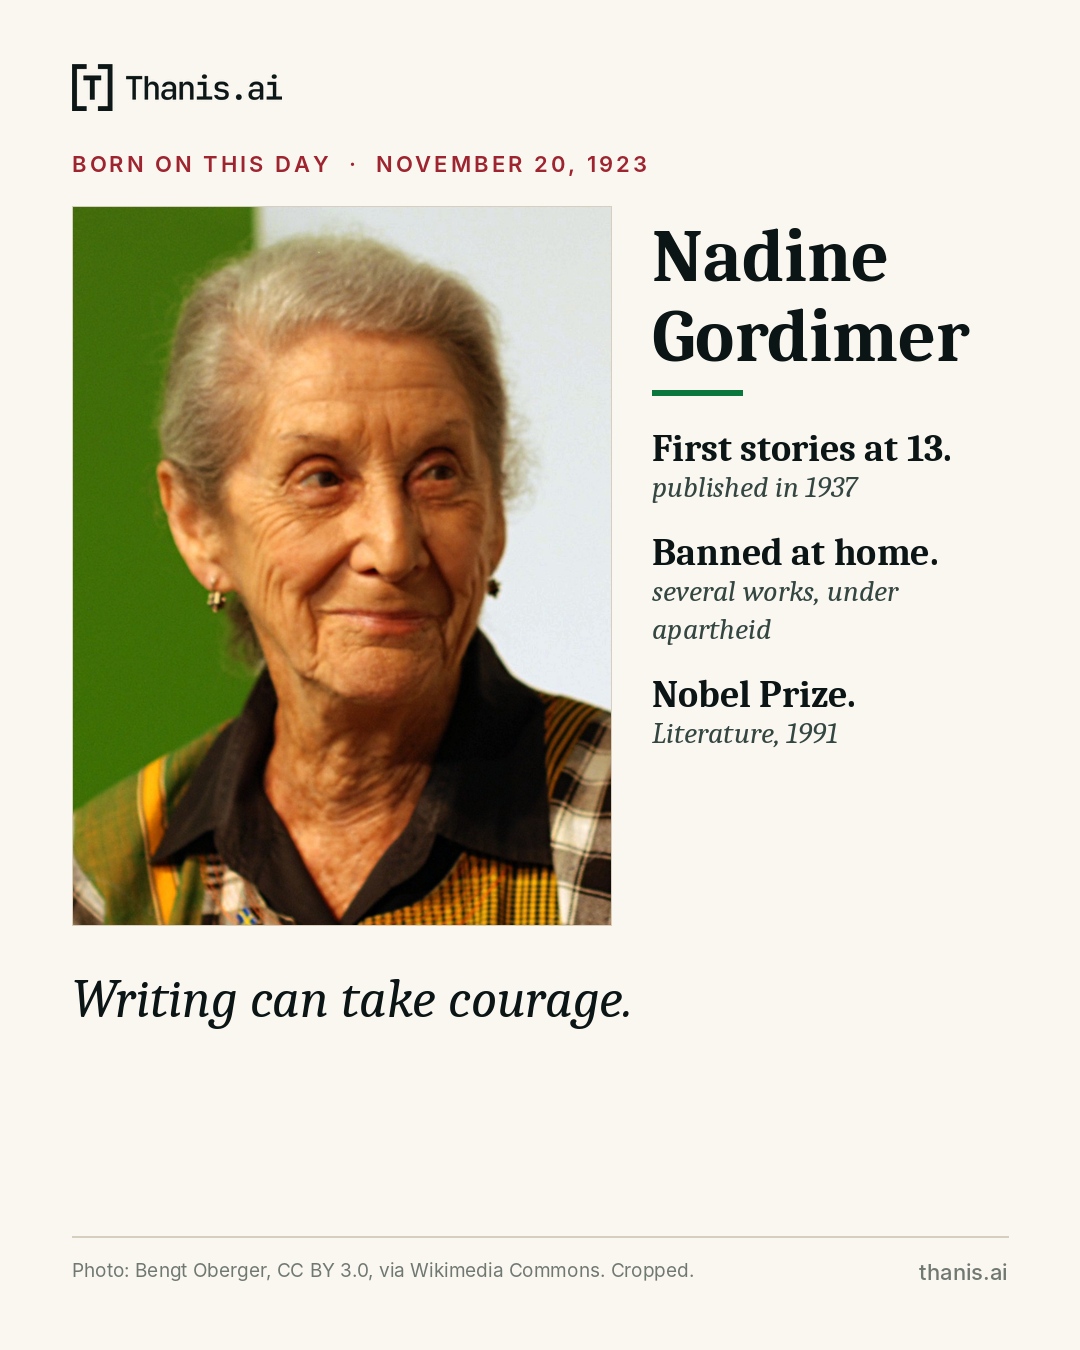 [T] Thanis.ai
BORN ON THIS DAY · NOVEMBER 20, 1923
Nadine
Gordimer
First stories at 13.
published in 1937
Banned at home.
several works, under
apartheid
Nobel Prize.
Literature, 1991
Writing can take courage.
Photo: Bengt Oberger, CC BY 3.0, via Wikimedia Commons. Cropped.
thanis.ai